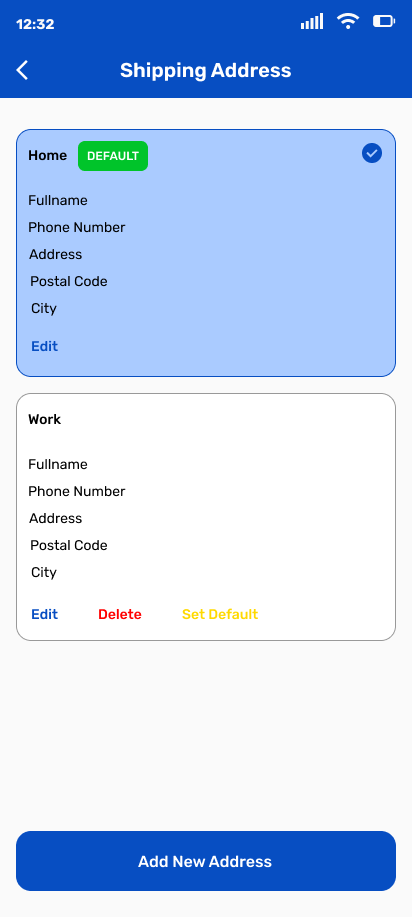 12:32
Shipping Address
Home DEFAULT
Fullname
Phone Number
Address
Postal Code
City
Edit
Work
Fullname
Phone Number
Address
Postal Code
City
Edit Delete Set Default
Add New Address